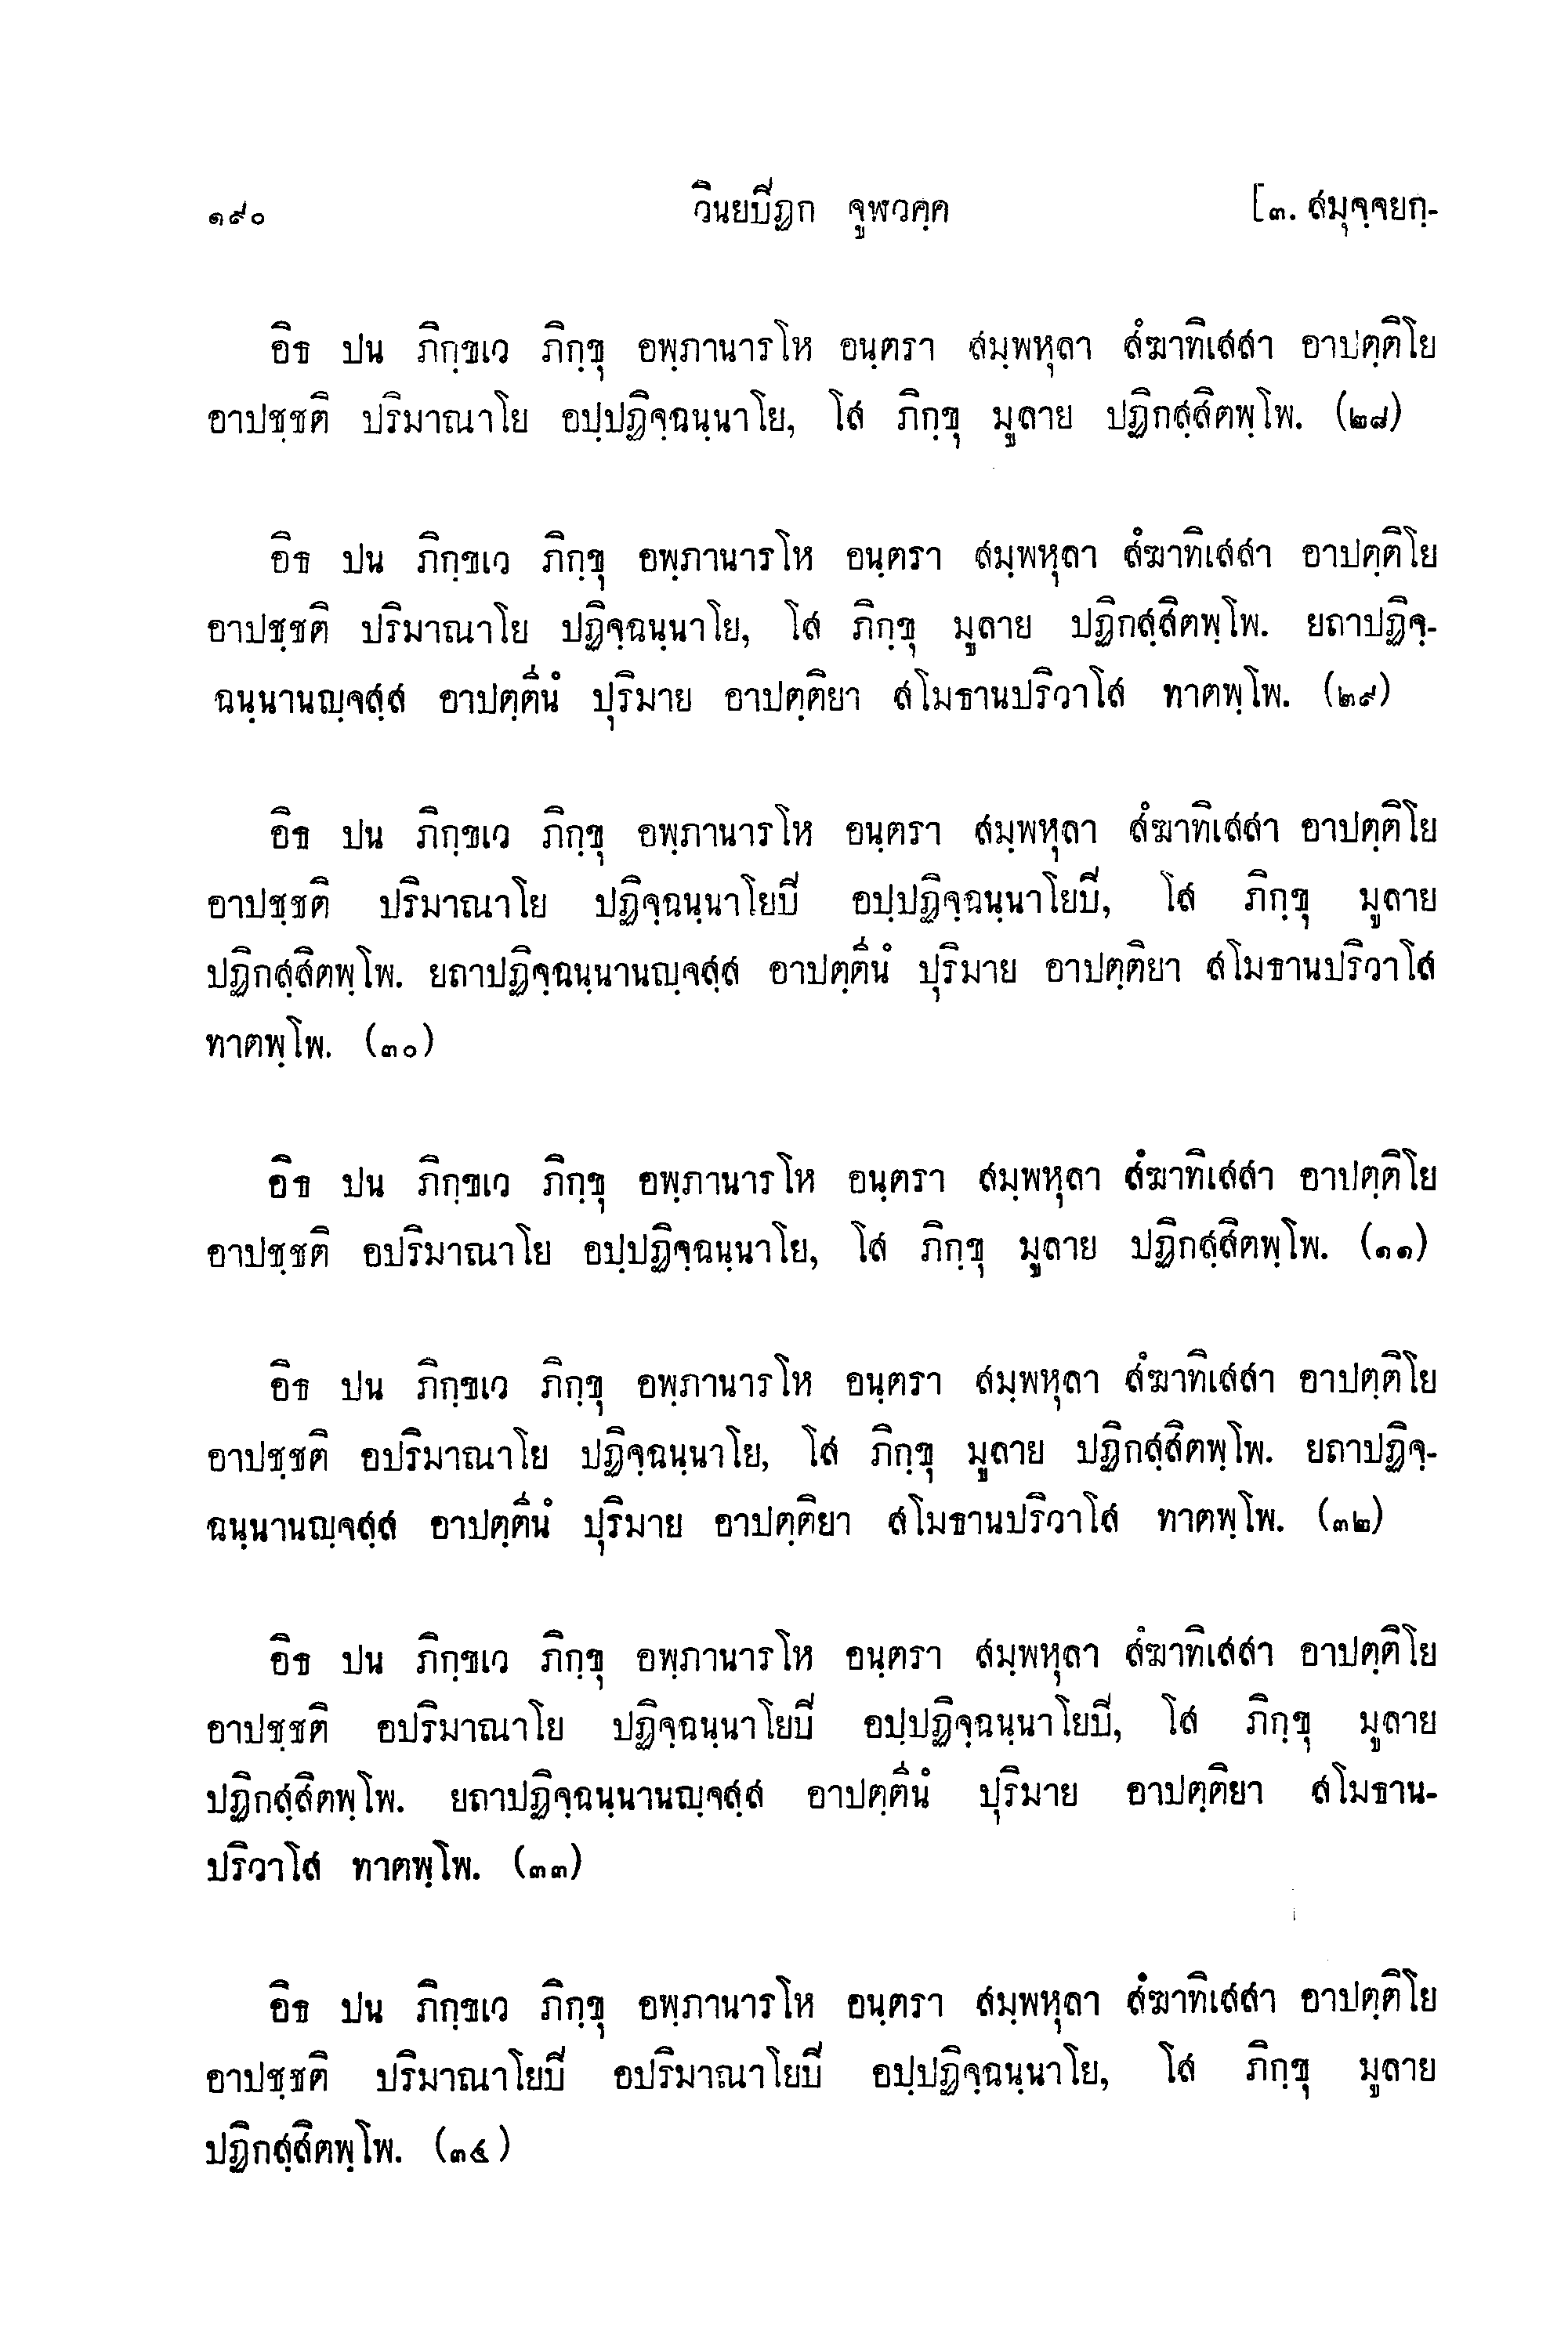 ๑๙๐ วินยปิฏก จูฬวคฺค [๓. สมุจฺจยกฺ-
อิธ ปน ภิกฺขเว ภิกฺขุ อพฺภานารโห อนฺตรา สมฺพหุลา สํฆาทิเสสา อาปตฺติโย
อาปชฺชติ ปริมาณาโย อปฺปฏิจฺฉนฺนาโย, โส ภิกฺขุ มูลาย ปฏิกสฺสิตพฺโพ. (๒๘)
อิธ ปน ภิกฺขเว ภิกฺขุ อพฺภานารโห อนฺตรา สมฺพหุลา สํฆาทิเสสา อาปตฺติโย
อาปชฺชติ ปริมาณาโย ปฏิจฺฉนฺนาโย, โส ภิกฺขุ มูลาย ปฏิกสฺสิตพฺโพ. ยถาปฏิจฺ-
ฉนฺนานญฺจสฺส อาปตฺตีนํ ปุริมาย อาปตฺติยา สโมธานปริวาโส ทาตพฺโพ. (๒๙)
อิธ ปน ภิกฺขเว ภิกฺขุ อพฺภานารโห อนฺตรา สมฺพหุลา สํฆาทิเสสา อาปตฺติโย
อาปชฺชติ ปริมาณาโย ปฏิจฺฉนฺนาโยปิ อปฺปฏิจฺฉนฺนาโยปิ, โส ภิกฺขุ มูลาย
ปฏิกสฺสิตพฺโพ. ยถาปฏิจฺฉนฺนานญฺจสฺส อาปตฺตีนํ ปุริมาย อาปตฺติยา สโมธานปริวาโส
ทาตพฺโพ. (๓๐)
อิธ ปน ภิกฺขเว ภิกฺขุ อพฺภานารโห อนฺตรา สมฺพหุลา สํฆาทิเสสา อาปตฺติโย
อาปชฺชติ อปริมาณาโย อปฺปฏิจฺฉนฺนาโย, โส ภิกฺขุ มูลาย ปฏิกสฺสิตพฺโพ. (๑๑)
อิธ ปน ภิกฺขเว ภิกฺขุ อพฺภานารโห อนฺตรา สมฺพหุลา สํฆาทิเสสา อาปตฺติโย
อาปชฺชติ อปริมาณาโย ปฏิจฺฉนฺนาโย, โส ภิกฺขุ มูลาย ปฏิกสฺสิตพฺโพ. ยถาปฏิจฺ-
ฉนฺนานญฺจสฺส อาปตฺตีนํ ปุริมาย อาปตฺติยา สโมธานปริวาโส ทาตพฺโพ. (๓๒)
อิธ ปน ภิกฺขเว ภิกฺขุ อพฺภานารโห อนฺตรา สมฺพหุลา สํฆาทิเสสา อาปตฺติโย
อาปชฺชติ อปริมาณาโย ปฏิจฺฉนฺนาโยปิ อปฺปฏิจฺฉนฺนาโยปิ, โส ภิกฺขุ มูลาย
ปฏิกสฺสิตพฺโพ. ยถาปฏิจฺฉนฺนานญฺจสฺส อาปตฺตีนํ ปุริมาย อาปตฺติยา สโมธาน-
ปริวาโส ทาตพฺโพ. (๓๓)
อิธ ปน ภิกฺขเว ภิกฺขุ อพฺภานารโห อนฺตรา สมฺพหุลา สํฆาทิเสสา อาปตฺติโย
อาปชฺชติ ปริมาณาโยปิ อปริมาณาโยปิ อปฺปฏิจฺฉนฺนาโย, โส ภิกฺขุ มูลาย
ปฏิกสฺสิตพฺโพ. (๓๔)